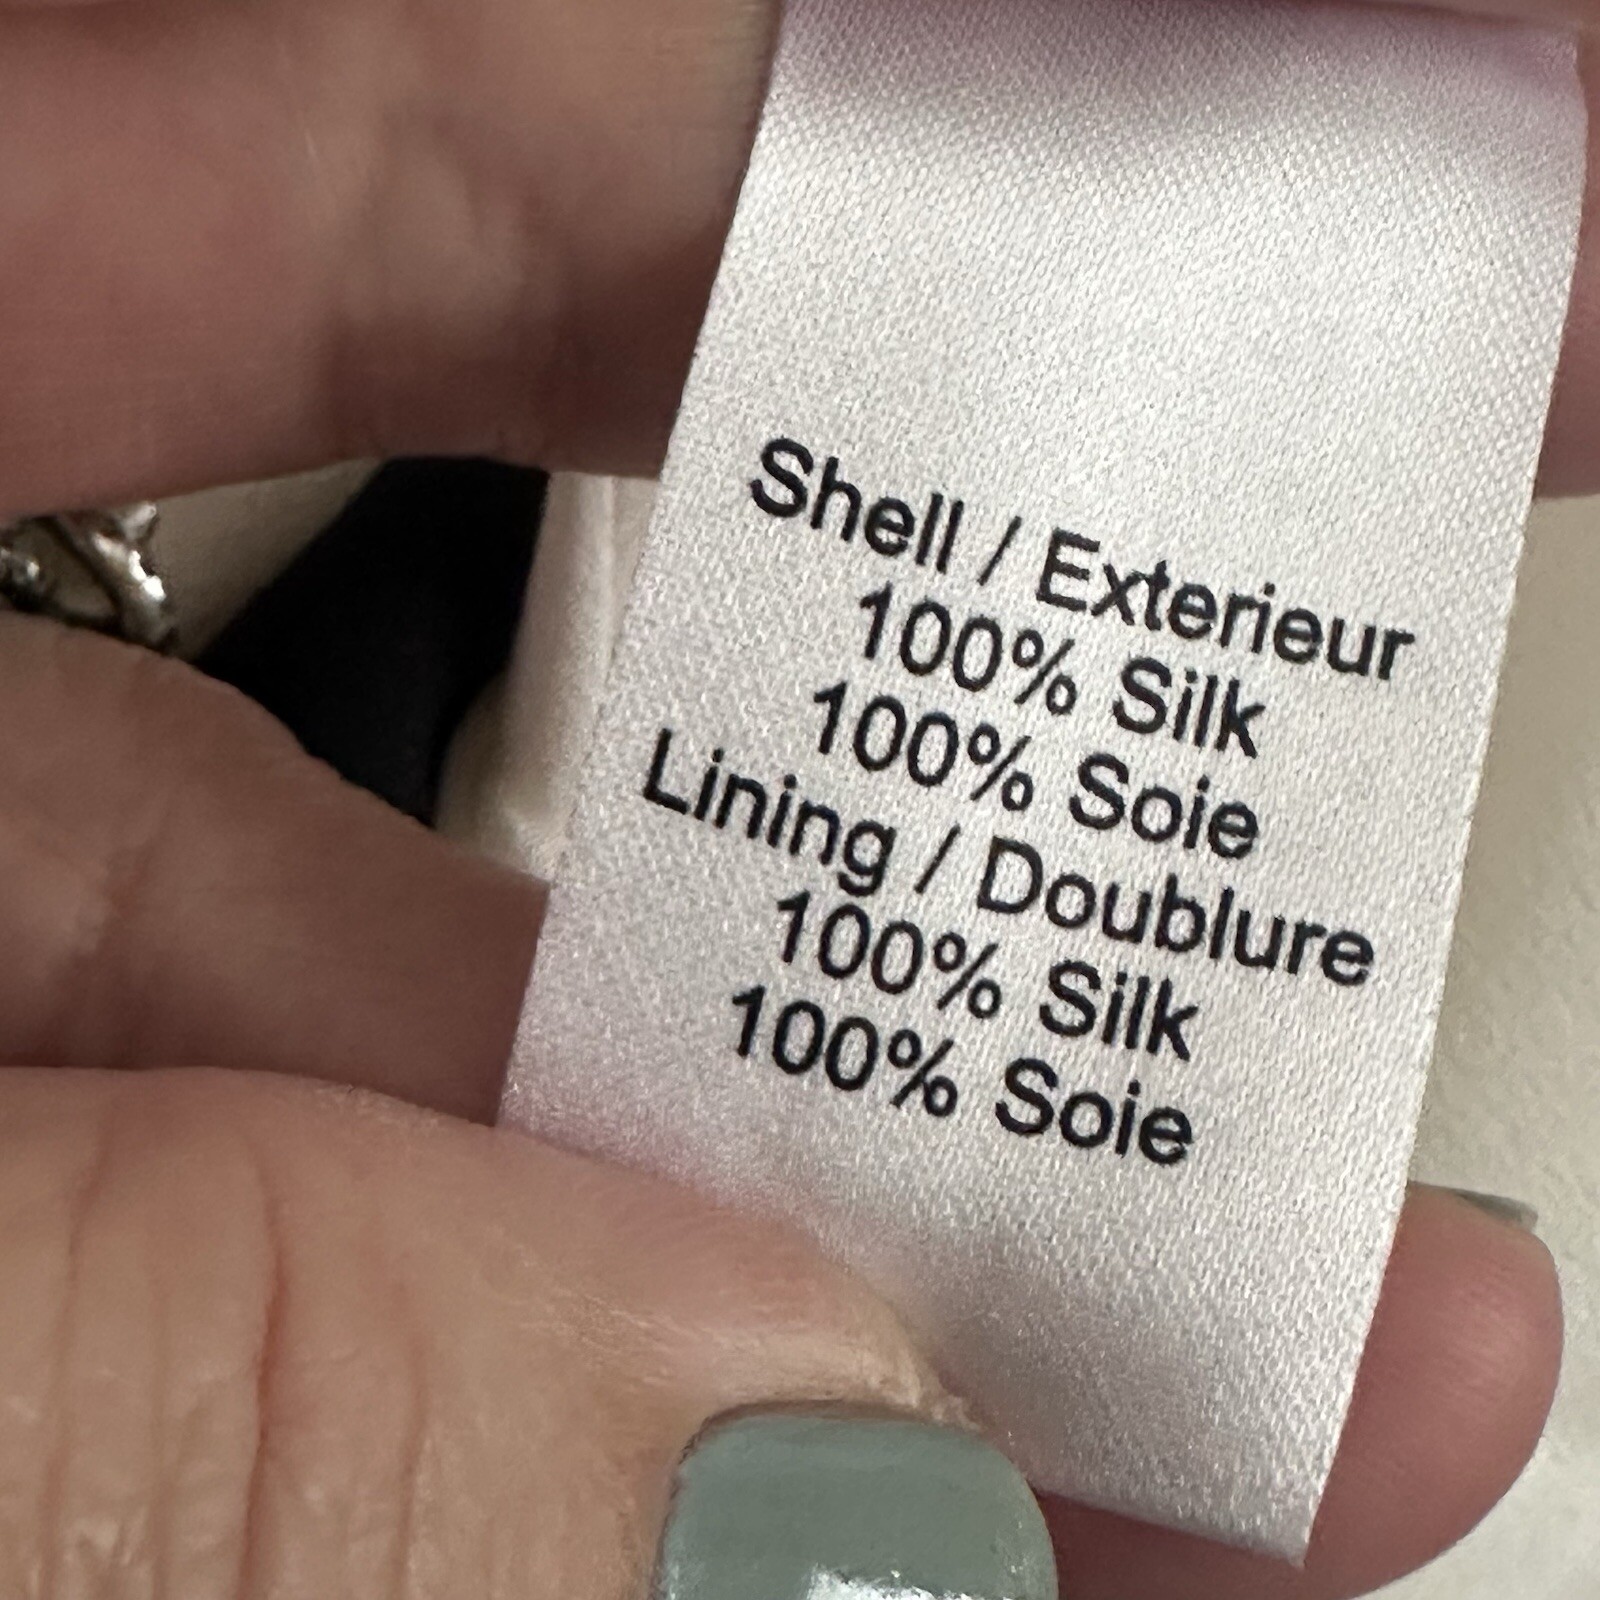 Shell / Exterieur
100% Silk
100% Soie
Lining / Doublure
100% Silk
100% Soie